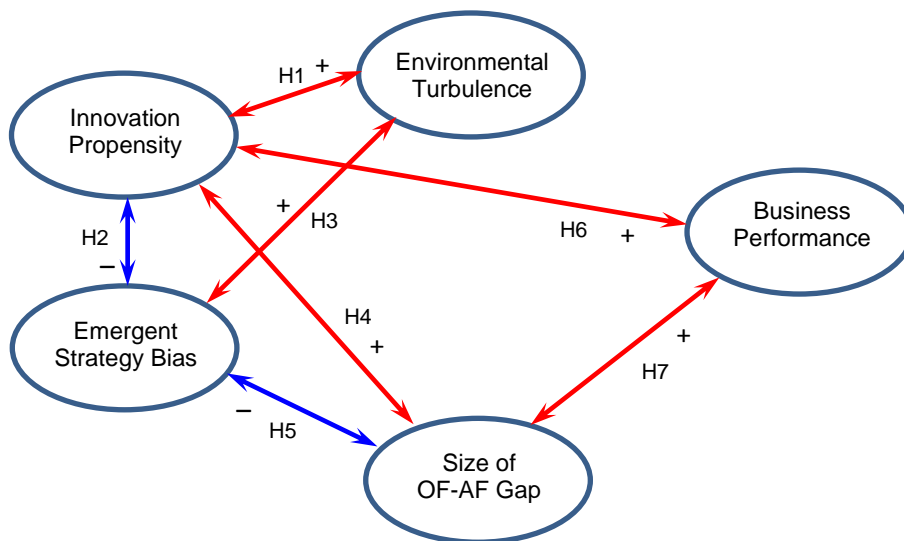 Environmental
Turbulence
H1
+
Innovation
Propensity
+
H3
H2
−
H6
+
Business
Performance
Emergent
Strategy Bias
H4
+
+
H7
−
H5
Size of
OF-AF Gap